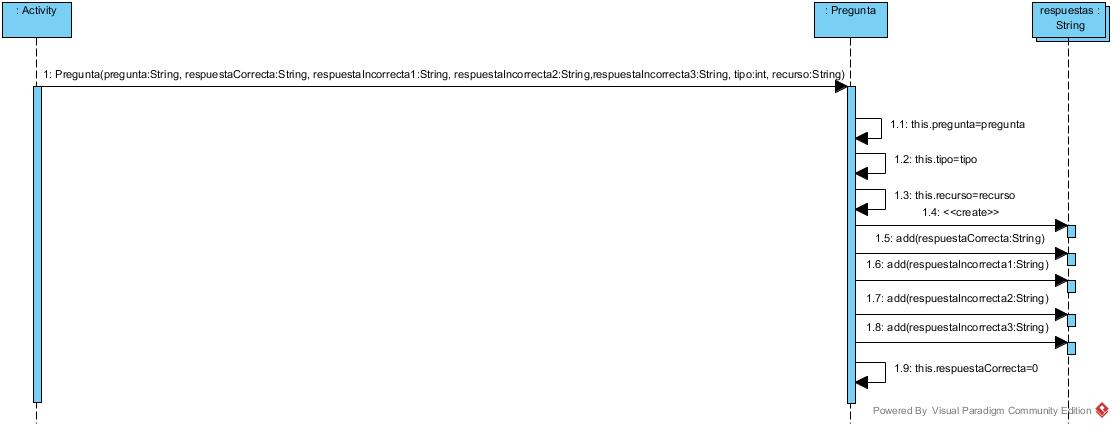 : Activity
: Pregunta
respuestas :
String
1: Pregunta(pregunta:String, respuestaCorrecta:String, respuestaIncorrecta1:String, respuestaIncorrecta2:String,respuestaIncorrecta3:String, tipo:int, recurso:String)
1.1: this.pregunta=pregunta
1.2: this.tipo=tipo
1.3: this.recurso=recurso
1.4: <<create>>
1.5: add(respuestaCorrecta:String)
1.6: add(respuestaIncorrecta1:String)
1.7: add(respuestaIncorrecta2:String)
1.8: add(respuestaIncorrecta3:String)
1.9: this.respuestaCorrecta=0
Powered By Visual Paradigm Community Edition